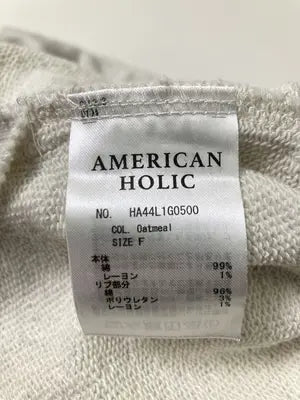 AMERICAN
HOLIC
NO. HA44L1G0500
COL. Oatmeal
SIZE F
本体
綿 99%
レーヨン 1%
リブ部分
綿 96%
ポリウレタン 3%
レーヨン 1%